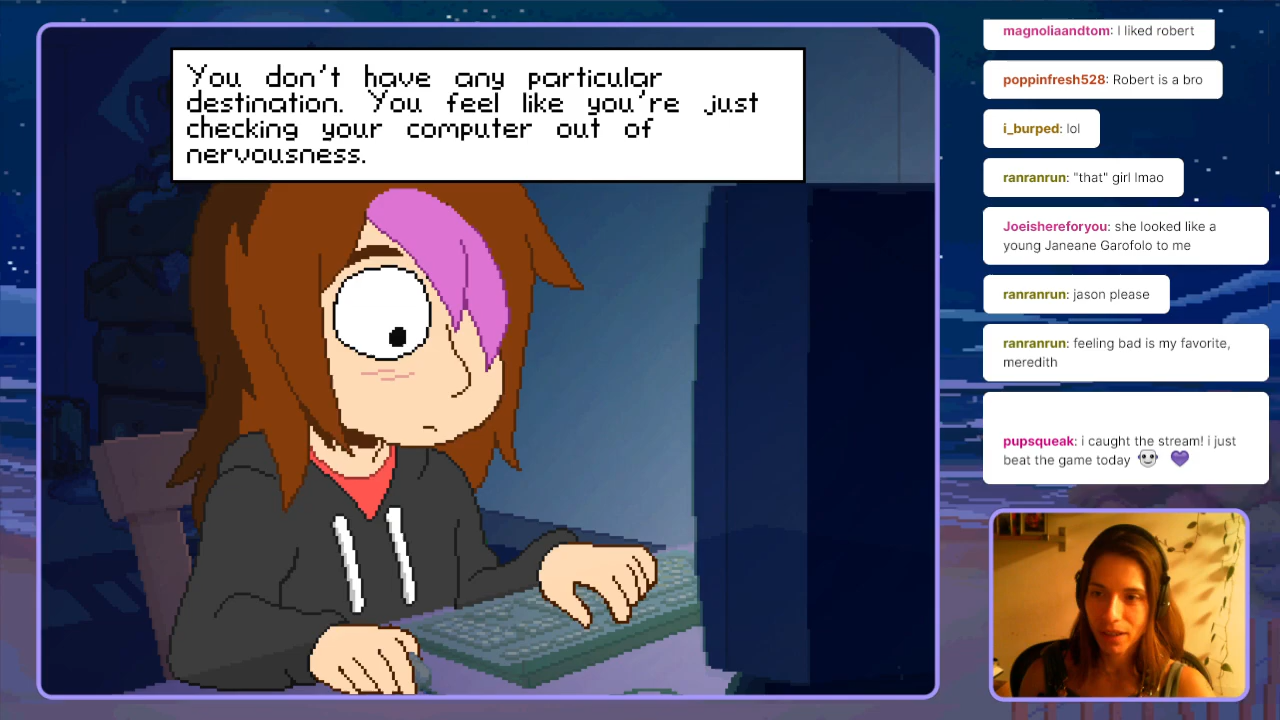 You don't have any particular
destination. You feel like you're just
checking your computer out of
nervousness.
magnoliaandtom: I liked robert
poppinfresh528: Robert is a bro
i_burped: lol
ranranrun: "that" girl lmao
Joeishereforyou: she looked like a
young Janeane Garofolo to me
ranranrun: jason please
ranranrun: feeling bad is my favorite,
meredith
pupsqueak: i caught the stream! i just
beat the game today